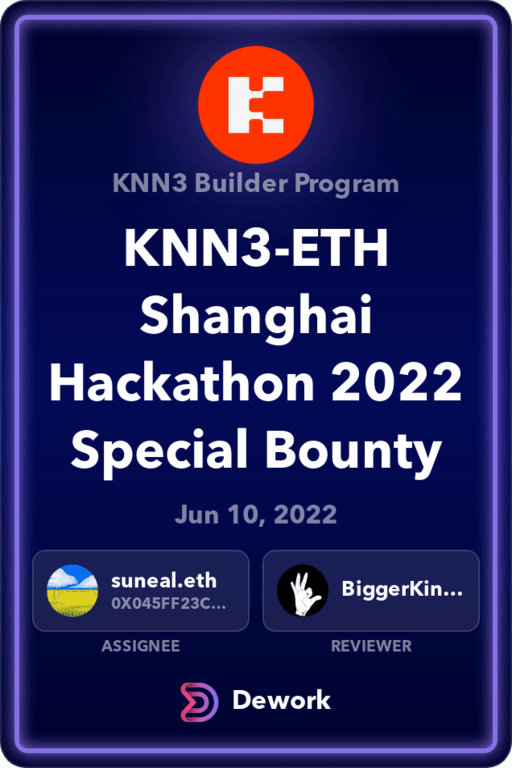 KNN3 Builder Program
KNN3-ETH
Shanghai
Hackathon 2022
Special Bounty
Jun 10, 2022
suneal.eth
0X045FF23C...
ASSIGNEE
BiggerKin...
REVIEWER
Dework